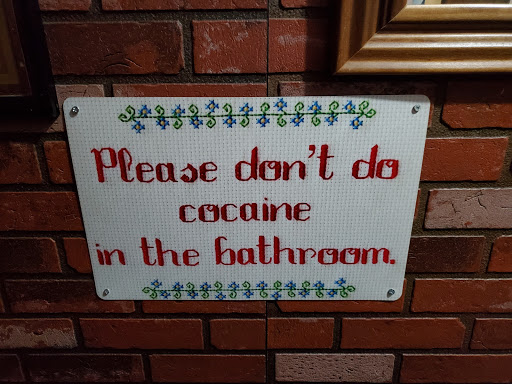 Please don't do
cocaine
in the bathroom.